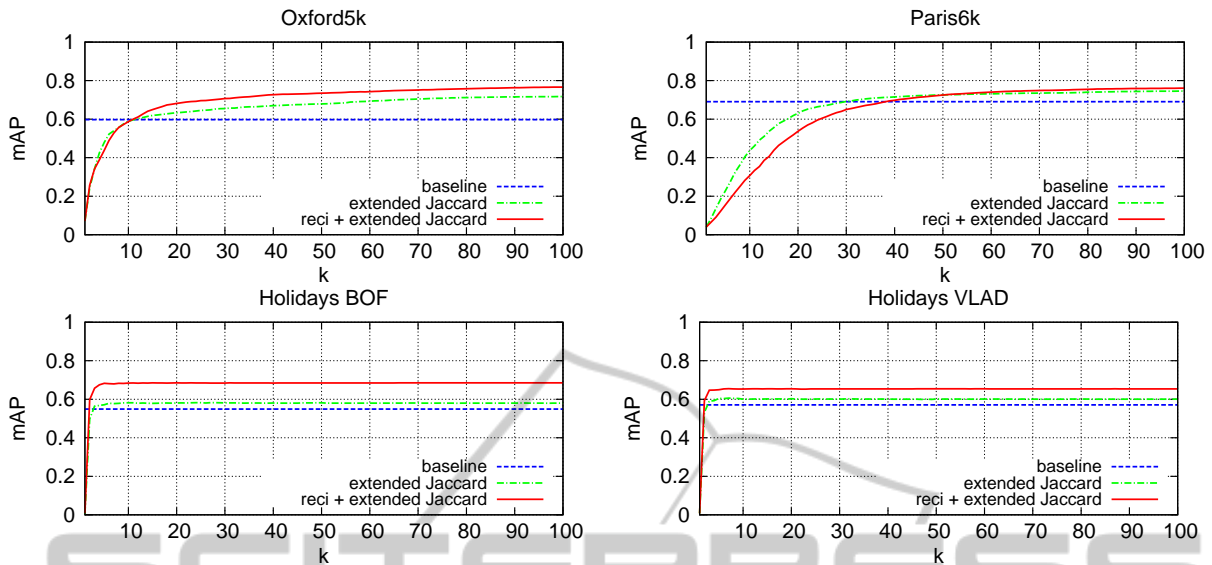 Oxford5k
1
0.8
0.6
0.4
0.2
0
mAP
baseline
extended Jaccard
reci + extended Jaccard
10 20 30 40 50 60 70 80 90 100
k
Paris6k
1
0.8
0.6
0.4
0.2
0
mAP
baseline
extended Jaccard
reci + extended Jaccard
10 20 30 40 50 60 70 80 90 100
k
Holidays BOF
1
0.8
0.6
0.4
0.2
0
mAP
baseline
extended Jaccard
reci + extended Jaccard
10 20 30 40 50 60 70 80 90 100
k
Holidays VLAD
1
0.8
0.6
0.4
0.2
0
mAP
baseline
extended Jaccard
reci + extended Jaccard
10 20 30 40 50 60 70 80 90 100
k